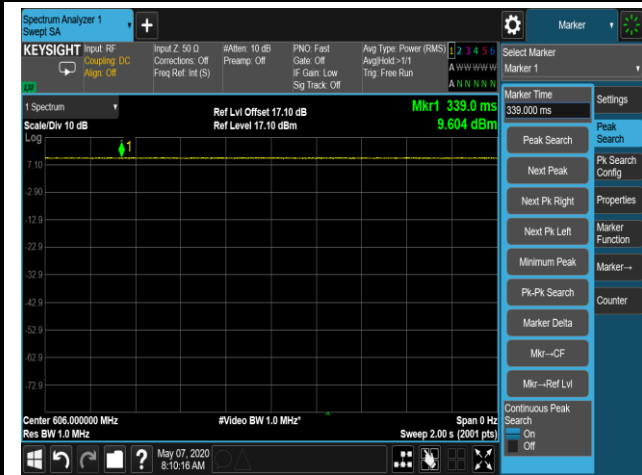 Spectrum Analyzer 1
Swept SA
Marker
KEYSIGHT
Input: RF
Coupling: DC
Align: Off
Input Z: 50 Ω
Corrections: Off
Freq Ref: Int (S)
#Atten: 10 dB
Preamp: Off
PNO: Fast
Gate: Off
IF Gain: Low
Sig Track: Off
Avg Type: Power (RMS)
Avg|Hold:>1/1
Trig: Free Run
1 2 3 4 5 6
A W W W W W
A N N N N N
Select Marker
Marker 1
1 Spectrum
Scale/Div 10 dB
Log
Ref Lvl Offset 17.10 dB
Ref Level 17.10 dBm
Mkr1 339.0 ms
9.604 dBm
1
7.10
-2.90
-12.9
-22.9
-32.9
-42.9
-52.9
-62.9
-72.9
Center 606.000000 MHz
Res BW 1.0 MHz
#Video BW 1.0 MHz*
Span 0 Hz
Sweep 2.00 s (2001 pts)
Marker Time
339.000 ms
Peak Search
Next Peak
Next Pk Right
Next Pk Left
Minimum Peak
Pk-Pk Search
Marker Delta
Mkr→CF
Mkr→Ref Lvl
Continuous Peak
Search
On
Off
Settings
Peak
Search
Pk Search
Config
Properties
Marker
Function
Marker→
Counter
May 07, 2020
8:10:16 AM